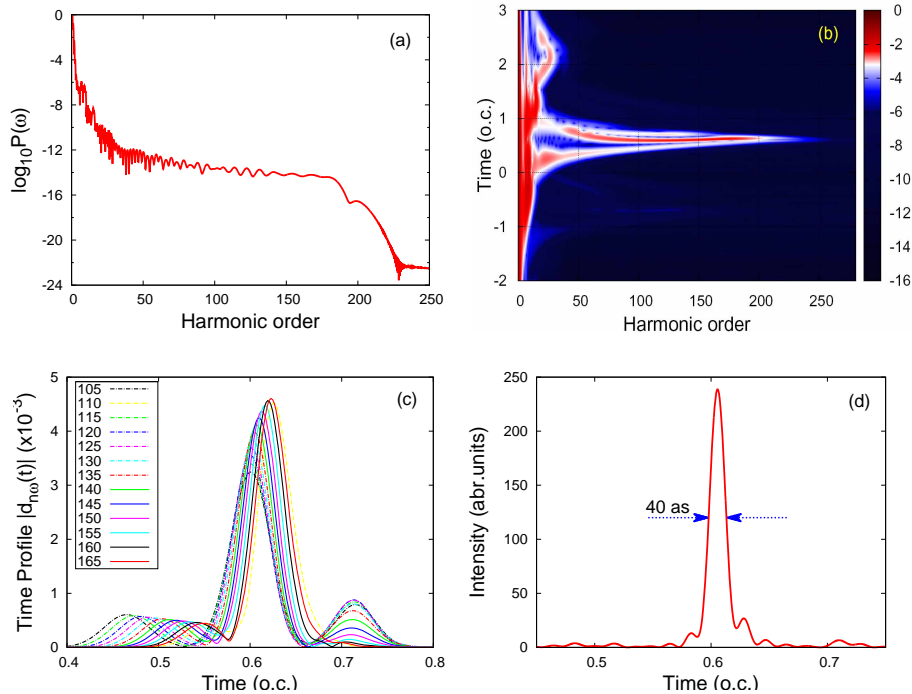 (a)
log10P(ω)
0
-4
-8
-12
-16
-20
-24
0 50 100 150 200 250
Harmonic order
(b)
Time (o.c.)
3
2
1
0
-1
-2
0 50 100 150 200 250
Harmonic order
0
-2
-4
-6
-8
-10
-12
-14
-16
(c)
Time Profile |dnω(t)| (x10-3)
5
4
3
2
1
0
105
110
115
120
125
130
135
140
145
150
155
160
165
0.4 0.5 0.6 0.7 0.8
Time (o.c.)
(d)
Intensity (abr.units)
250
200
150
100
50
0
40 as
0.5 0.6 0.7
Time (o.c.)